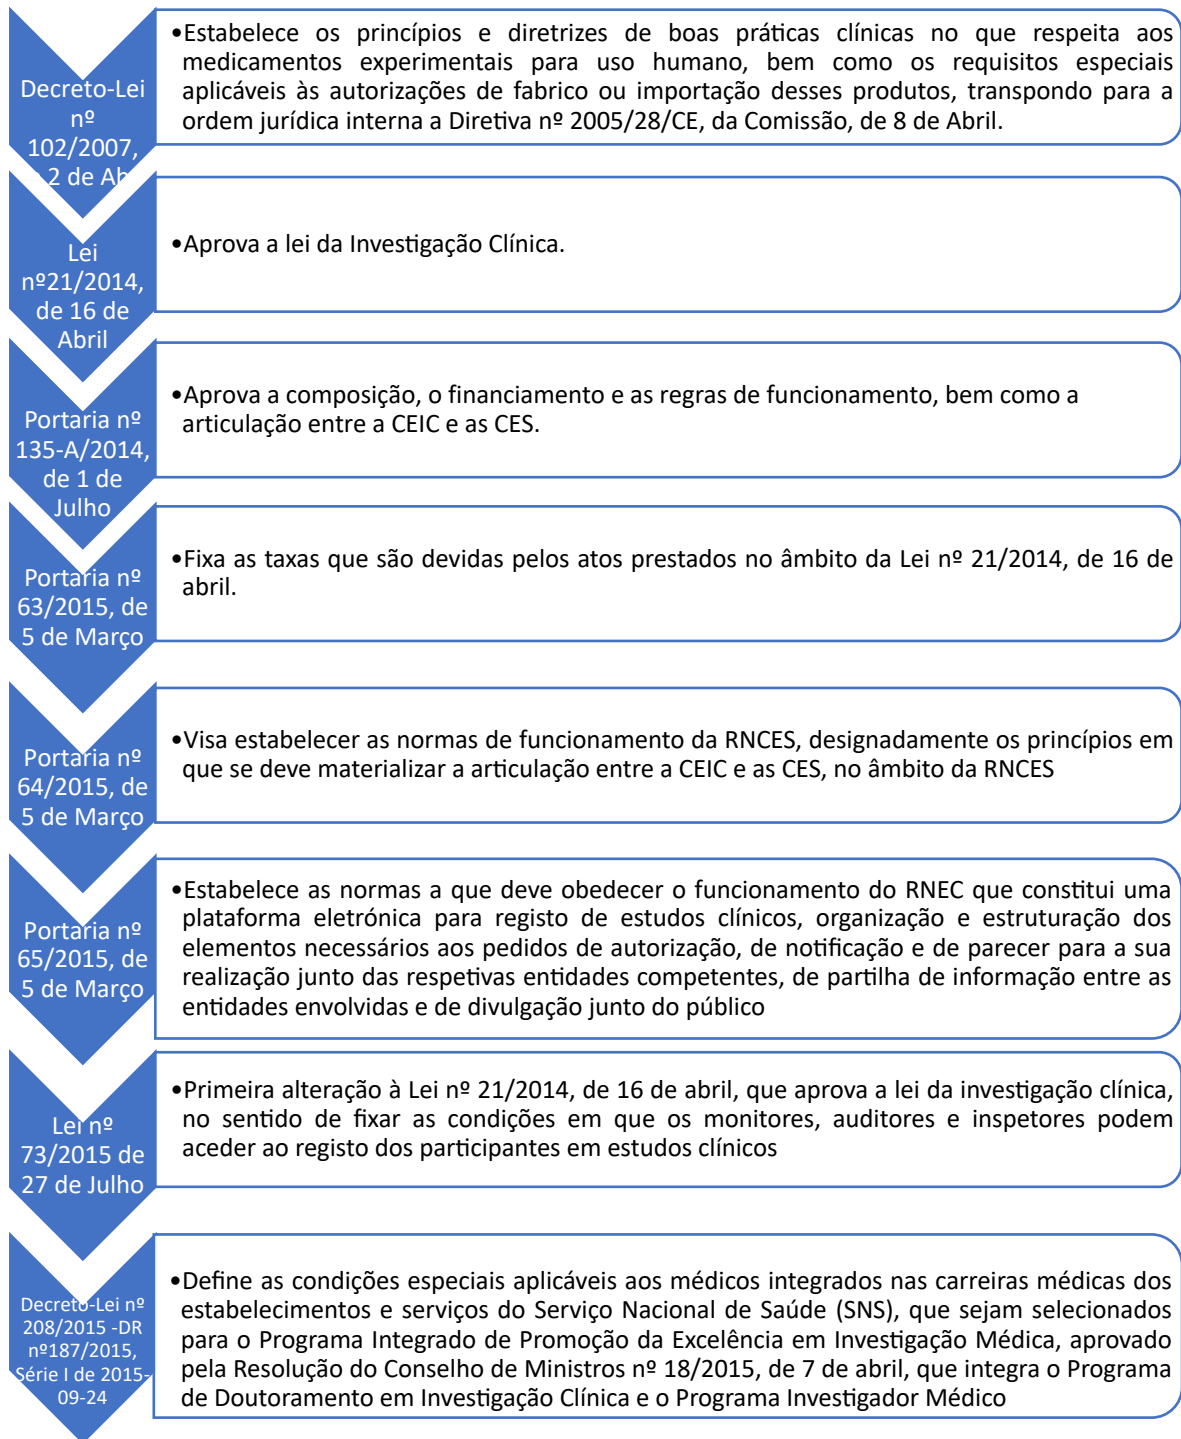 Decreto-Lei
nº
102/2007,
2 de Ab
•Estabelece os princípios e diretrizes de boas práticas clínicas no que respeita aos
medicamentos experimentais para uso humano, bem como os requisitos especiais
aplicáveis às autorizações de fabrico ou importação desses produtos, transpondo para a
ordem jurídica interna a Diretiva nº 2005/28/CE, da Comissão, de 8 de Abril.
Lei
nº21/2014,
de 16 de
Abril
•Aprova a lei da Investigação Clínica.
Portaria nº
135-A/2014,
de 1 de
Julho
•Aprova a composição, o financiamento e as regras de funcionamento, bem como a
articulação entre a CEIC e as CES.
Portaria nº
63/2015, de
5 de Março
•Fixa as taxas que são devidas pelos atos prestados no âmbito da Lei nº 21/2014, de 16 de
abril.
Portaria nº
64/2015, de
5 de Março
•Visa estabelecer as normas de funcionamento da RNCES, designadamente os princípios em
que se deve materializar a articulação entre a CEIC e as CES, no âmbito da RNCES
Portaria nº
65/2015, de
5 de Março
•Estabelece as normas a que deve obedecer o funcionamento do RNEC que constitui uma
plataforma eletrónica para registo de estudos clínicos, organização e estruturação dos
elementos necessários aos pedidos de autorização, de notificação e de parecer para a sua
realização junto das respetivas entidades competentes, de partilha de informação entre as
entidades envolvidas e de divulgação junto do público
Lei nº
73/2015 de
27 de Julho
•Primeira alteração à Lei nº 21/2014, de 16 de abril, que aprova a lei da investigação clínica,
no sentido de fixar as condições em que os monitores, auditores e inspetores podem
aceder ao registo dos participantes em estudos clínicos
Decreto-Lei nº
208/2015 -DR
nº187/2015,
Série I de 2015-
09-24
•Define as condições especiais aplicáveis aos médicos integrados nas carreiras médicas dos
estabelecimentos e serviços do Serviço Nacional de Saúde (SNS), que sejam selecionados
para o Programa Integrado de Promoção da Excelência em Investigação Médica, aprovado
pela Resolução do Conselho de Ministros nº 18/2015, de 7 de abril, que integra o Programa
de Doutoramento em Investigação Clínica e o Programa Investigador Médico